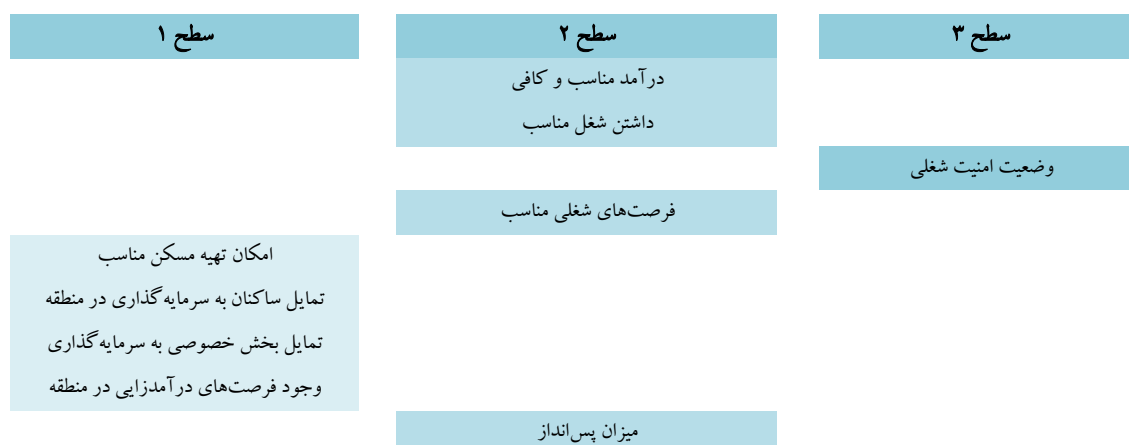 سطح ۱
سطح ۲
سطح ۳
درآمد مناسب و کافی
داشتن شغل مناسب
وضعیت امنیت شغلی
فرصت‌های شغلی مناسب
امکان تهیه مسکن مناسب
تمایل ساکنان به سرمایه‌گذاری در منطقه
تمایل بخش خصوصی به سرمایه‌گذاری
وجود فرصت‌های درآمدزایی در منطقه
میزان پس‌انداز